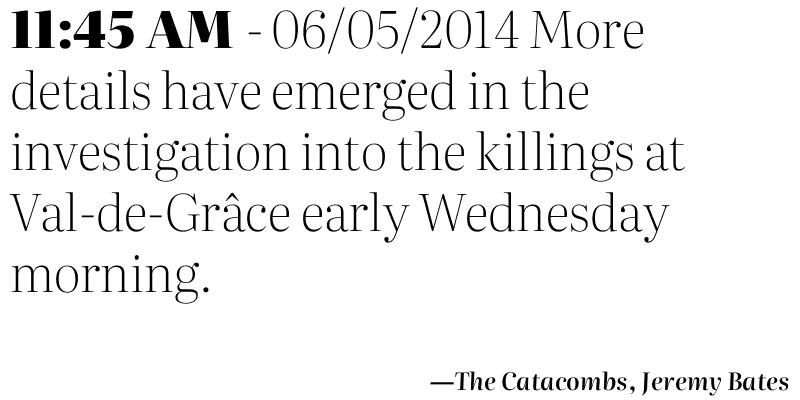 11:45 AM - 06/05/2014 More
details have emerged in the
investigation into the killings at
Val-de-Grâce early Wednesday
morning.
—The Catacombs, Jeremy Bates